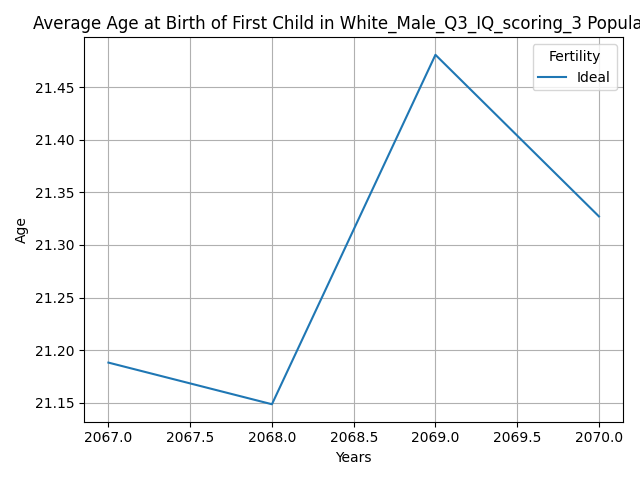 Average Age at Birth of First Child in White_Male_Q3_IQ_scoring_3 Popula
Fertility
Ideal
21.45
21.40
21.35
21.30
21.25
21.20
21.15
Age
2067.0 2067.5 2068.0 2068.5 2069.0 2069.5 2070.0
Years